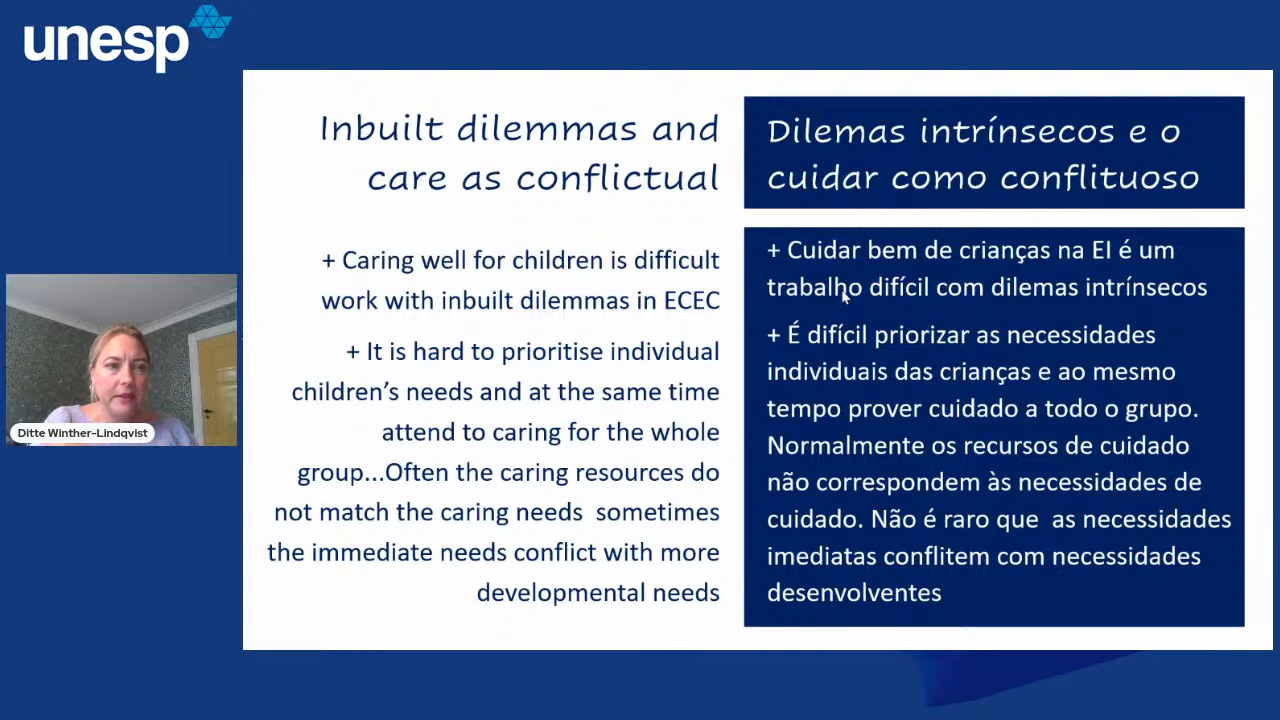 unesp
Inbuilt dilemmas and
care as conflictual
+ Caring well for children is difficult
work with inbuilt dilemmas in ECEC
+ It is hard to prioritise individual
children's needs and at the same time
attend to caring for the whole
group...Often the caring resources do
not match the caring needs sometimes
the immediate needs conflict with more
developmental needs
Dilemas intrínsecos e o
cuidar como conflituoso
+ Cuidar bem de crianças na EI é um
trabalho difícil com dilemas intrínsecos
+ É difícil priorizar as necessidades
individuais das crianças e ao mesmo
tempo prover cuidado a todo o grupo.
Normalmente os recursos de cuidado
não correspondem às necessidades de
cuidado. Não é raro que as necessidades
imediatas conflitem com necessidades
desenvolventes
Ditte Winther-Lindqvist